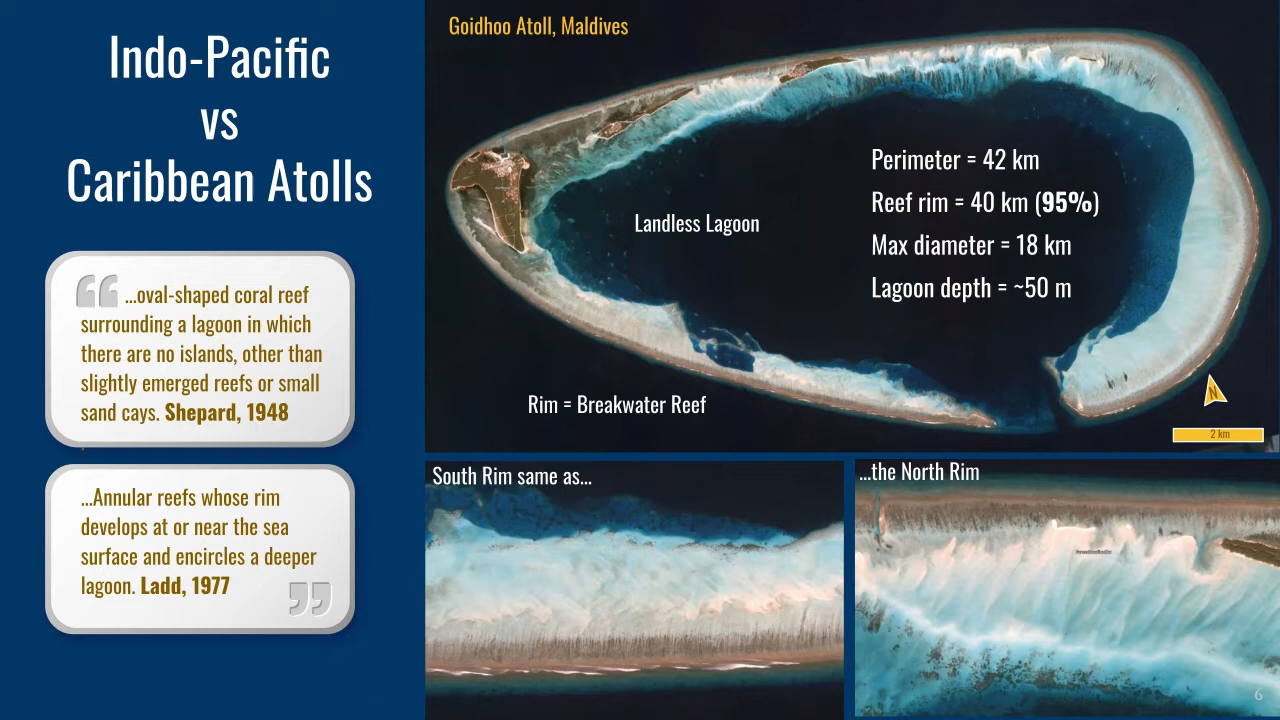 Indo-Pacific
vs
Caribbean Atolls
“ ...oval-shaped coral reef
surrounding a lagoon in which
there are no islands, other than
slightly emerged reefs or small
sand cays. Shepard, 1948
...Annular reefs whose rim
develops at or near the sea
surface and encircles a deeper
lagoon. Ladd, 1977 ”
Goidhoo Atoll, Maldives
Perimeter = 42 km
Reef rim = 40 km (95%)
Max diameter = 18 km
Lagoon depth = ~50 m
Landless Lagoon
Rim = Breakwater Reef
N
2 km
South Rim same as...
...the North Rim
6